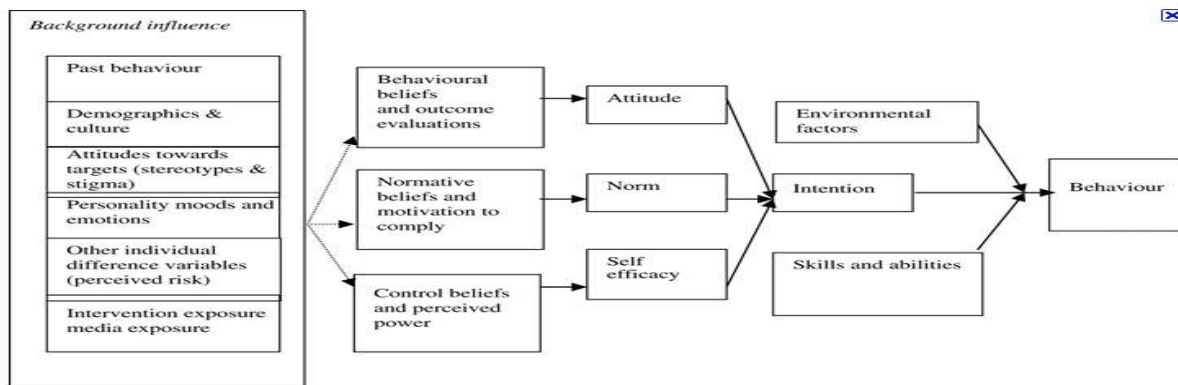 Background influence
Past behaviour
Demographics &
culture
Attitudes towards
targets (stereotypes &
stigma)
Personality moods and
emotions
Other individual
difference variables
(perceived risk)
Intervention exposure
media exposure
Behavioural
beliefs
and outcome
evaluations
Normative
beliefs and
motivation to
comply
Control beliefs
and perceived
power
Attitude
Norm
Self
efficacy
Environmental
factors
Intention
Skills and abilities
Behaviour